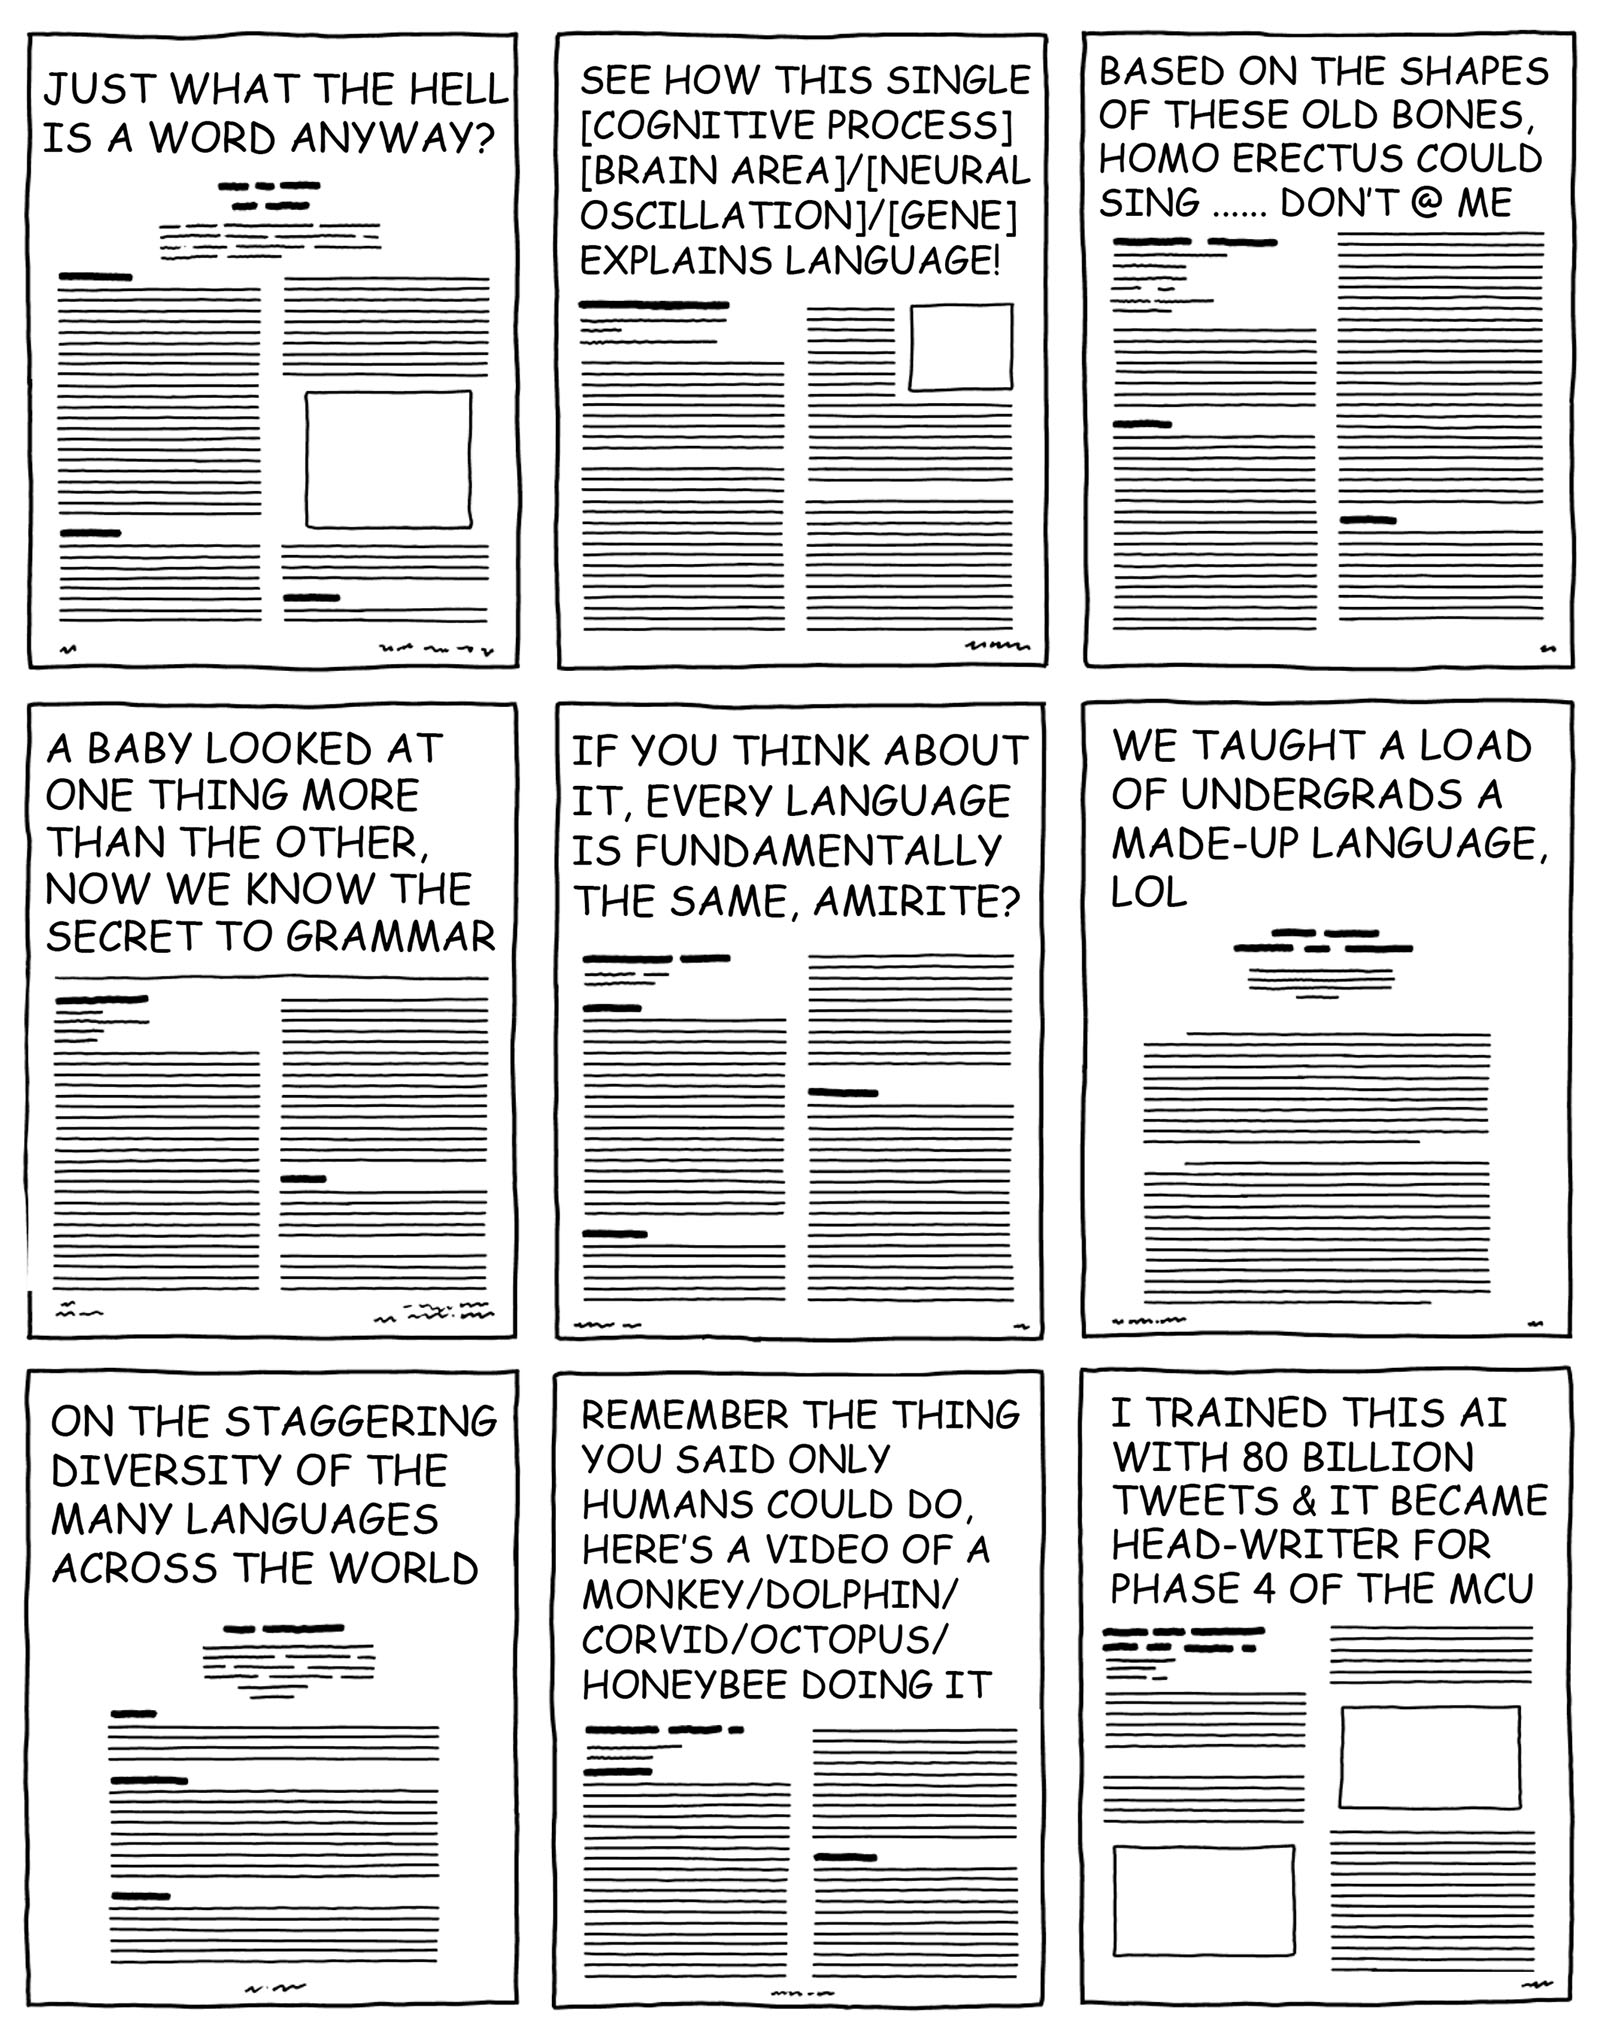 JUST WHAT THE HELL
IS A WORD ANYWAY?
SEE HOW THIS SINGLE
[COGNITIVE PROCESS]
[BRAIN AREA]/[NEURAL
OSCILLATION]/[GENE]
EXPLAINS LANGUAGE!
BASED ON THE SHAPES
OF THESE OLD BONES,
HOMO ERECTUS COULD
SING ...... DON'T @ ME
A BABY LOOKED AT
ONE THING MORE
THAN THE OTHER,
NOW WE KNOW THE
SECRET TO GRAMMAR
IF YOU THINK ABOUT
IT, EVERY LANGUAGE
IS FUNDAMENTALLY
THE SAME, AMIRITE?
WE TAUGHT A LOAD
OF UNDERGRADS A
MADE-UP LANGUAGE,
LOL
ON THE STAGGERING
DIVERSITY OF THE
MANY LANGUAGES
ACROSS THE WORLD
REMEMBER THE THING
YOU SAID ONLY
HUMANS COULD DO,
HERE'S A VIDEO OF A
MONKEY/DOLPHIN/
CORVID/OCTOPUS/
HONEYBEE DOING IT
I TRAINED THIS AI
WITH 80 BILLION
TWEETS & IT BECAME
HEAD-WRITER FOR
PHASE 4 OF THE MCU